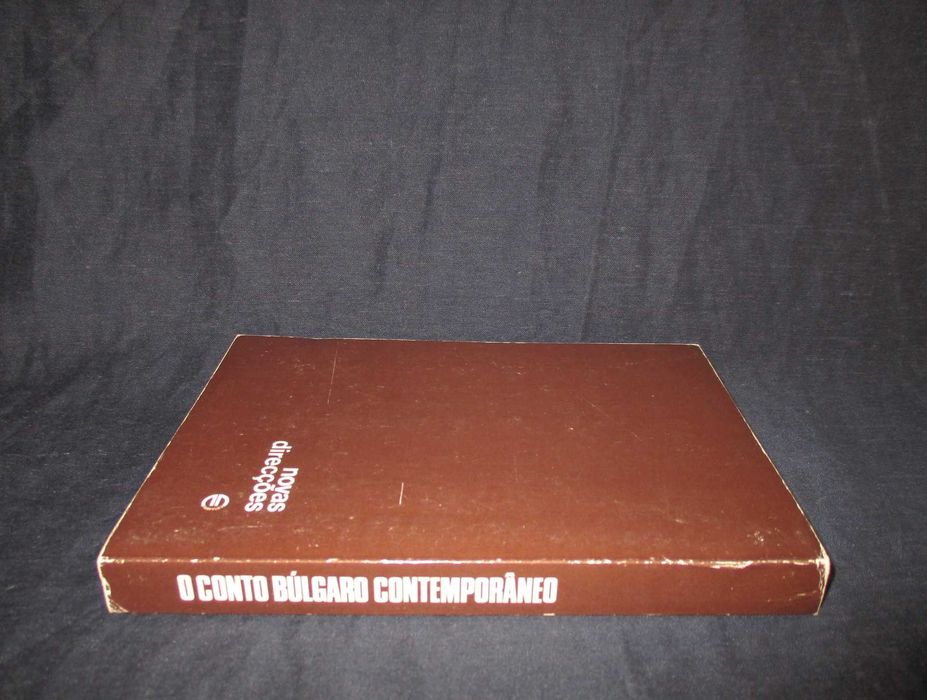 novas
direcções
O CONTO BÚLGARO CONTEMPORÂNEO